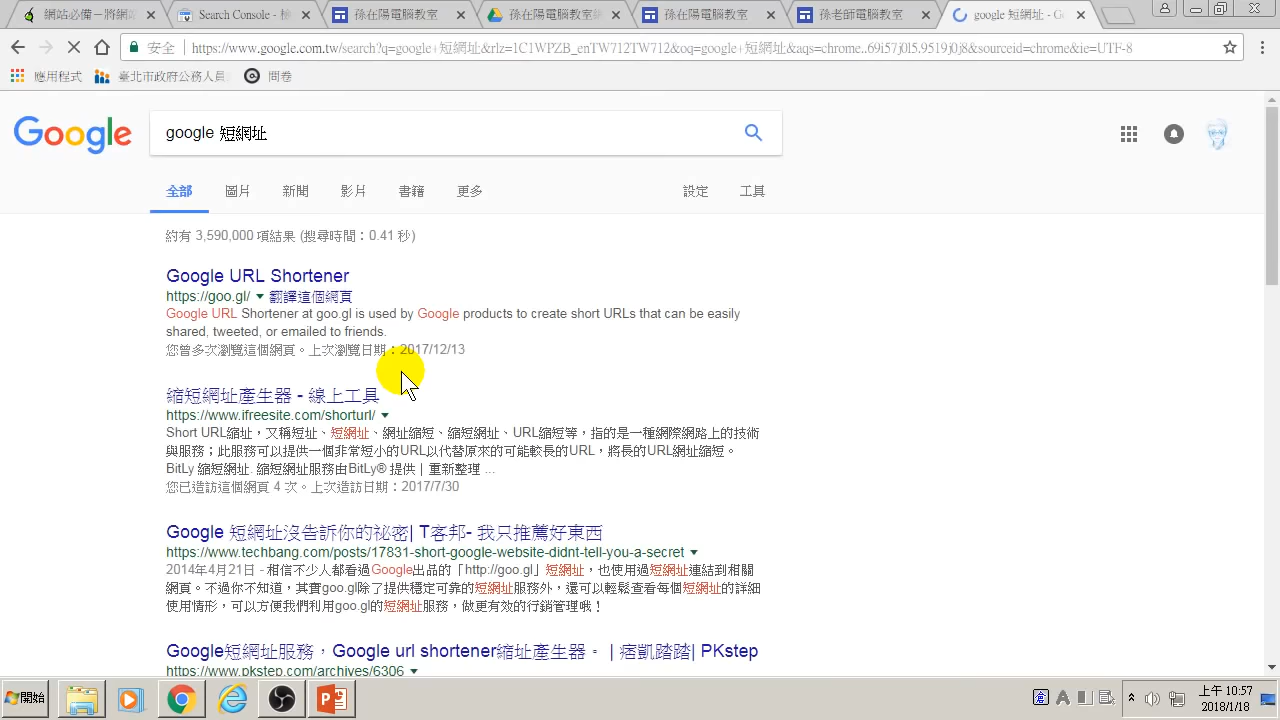 網站必備－將網
Search Console -
孫在陽電腦教室
孫在陽電腦教室
孫在陽電腦教室
孫老師電腦教室
google 短網址 - G
安全
https://www.google.com.tw/search?q=google+短網址&rlz=1C1WPZB_enTW712TW712&oq=google+短網址&aqs=chrome..69i57j0l5.9519j0j8&sourceid=chrome&ie=UTF-8
應用程式
臺北市政府公務人員
問卷
Google
google 短網址
全部
圖片
新聞
影片
書籍
更多
設定
工具
約有 3,590,000 項結果 (搜尋時間：0.41 秒)
Google URL Shortener
https://goo.gl/ 翻譯這個網頁
Google URL Shortener at goo.gl is used by Google products to create short URLs that can be easily
shared, tweeted, or emailed to friends.
您曾多次瀏覽這個網頁。上次瀏覽日期：2017/12/13
縮短網址產生器 - 線上工具
https://www.ifreesite.com/shorturl/
Short URL縮址，又稱短址、短網址、網址縮短、縮短網址、URL縮短等，指的是一種網際網路上的技術
與服務；此服務可以提供一個非常短小的URL以代替原來的可能較長的URL，將長的URL網址縮短。
BitLy 縮短網址. 縮短網址服務由BitLy® 提供 | 重新整理 ...
您已造訪這個網頁 4 次。上次造訪日期：2017/7/30
Google 短網址沒告訴你的祕密| T客邦- 我只推薦好東西
https://www.techbang.com/posts/17831-short-google-website-didnt-tell-you-a-secret
2014年4月21日 - 相信不少人都看過Google出品的「http://goo.gl」短網址，也使用過短網址連結到相關
網頁。不過你不知道，其實goo.gl除了提供穩定可靠的短網址服務外，還可以輕鬆查看每個短網址的詳細
使用情形，可以方便我們利用goo.gl的短網址服務，做更有效的行銷管理哦！
Google短網址服務，Google url shortener縮址產生器。 | 痞凱踏踏| PKstep
https://www.pkstep.com/archives/6306
開始
上午 10:57
2018/1/18